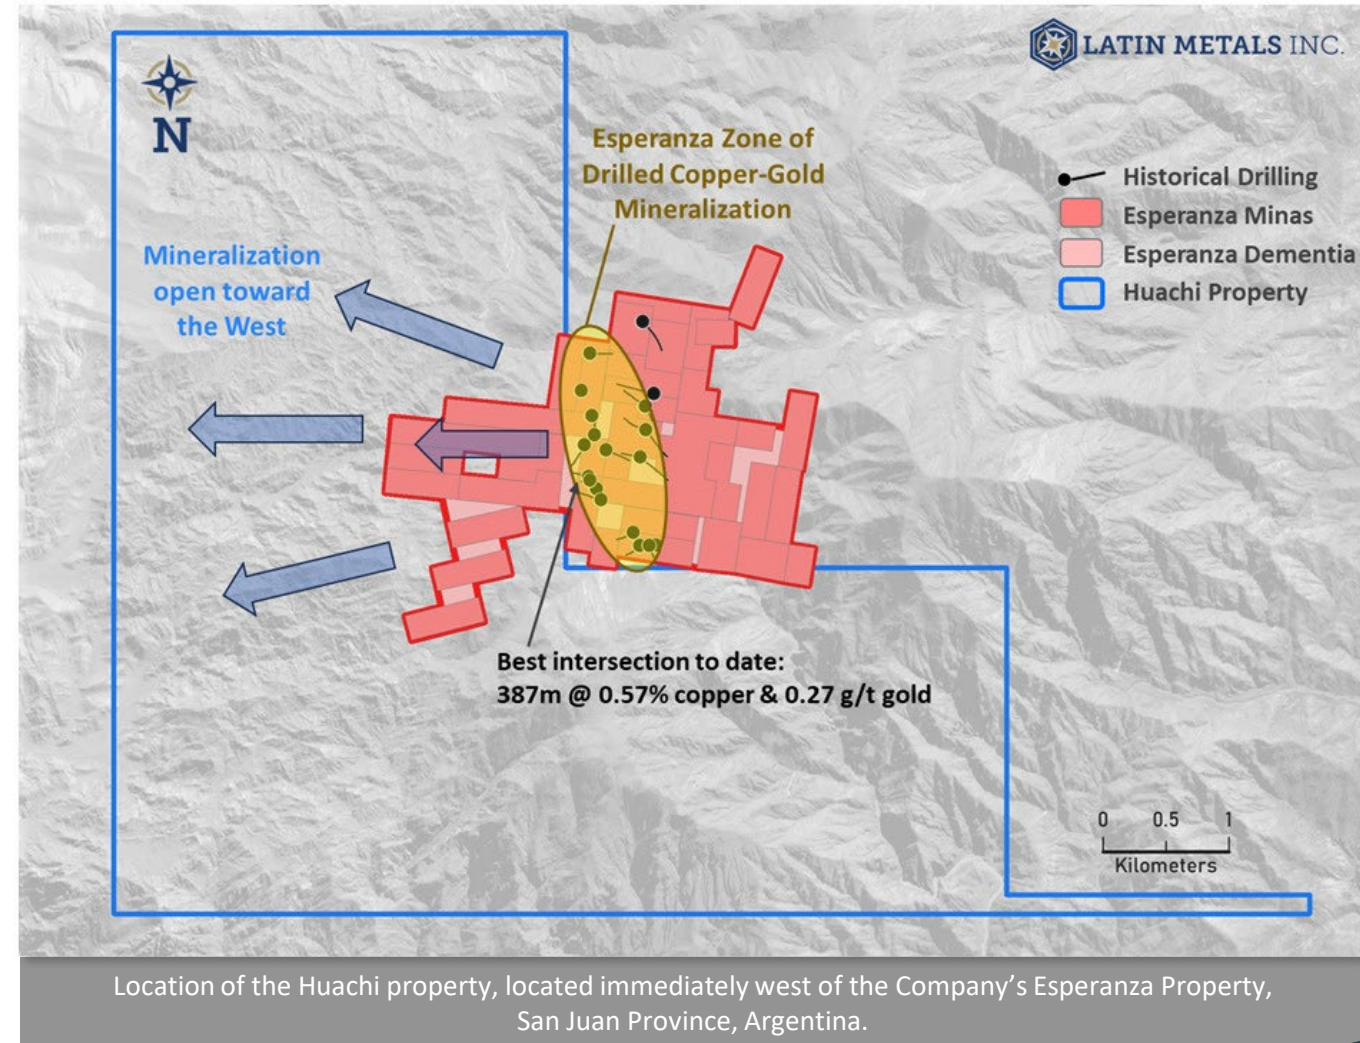 LATIN METALS INC.
N
Esperanza Zone of
Drilled Copper-Gold
Mineralization
Historical Drilling
Esperanza Minas
Esperanza Dementia
Huachi Property
Mineralization
open toward
the West
Best intersection to date:
387m @ 0.57% copper & 0.27 g/t gold
0 0.5 1
Kilometers
Location of the Huachi property, located immediately west of the Company’s Esperanza Property,
San Juan Province, Argentina.